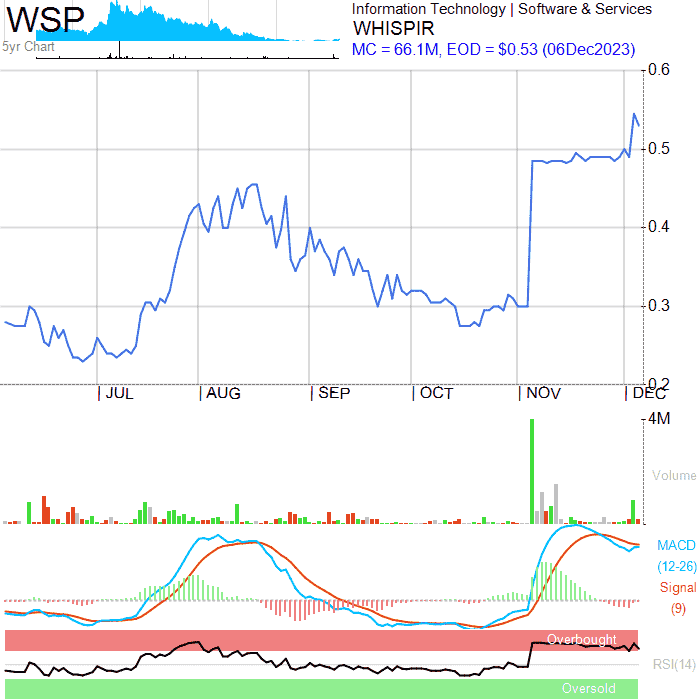 WSP
5yr Chart
Information Technology | Software & Services
WHISPIR
MC = 66.1M, EOD = $0.53 (06Dec2023)
0.6
0.5
0.4
0.3
0.2
JUL
AUG
SEP
OCT
NOV
DEC
4M
Volume
MACD
(12-26)
Signal
(9)
Overbought
RSI(14)
Oversold